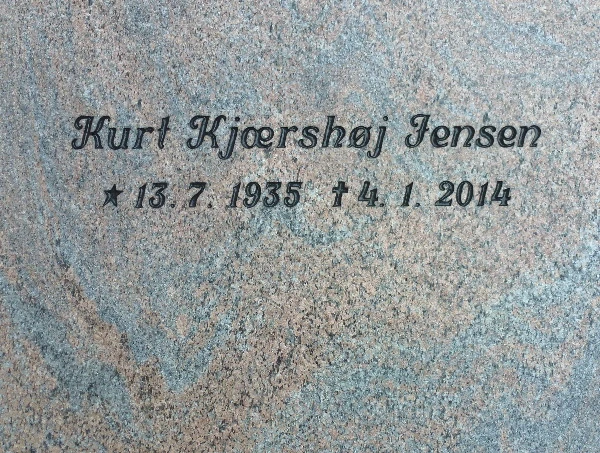 Kurt Kjærshøj Jensen
★ 13. 7. 1935 ✝ 4. 1. 2014